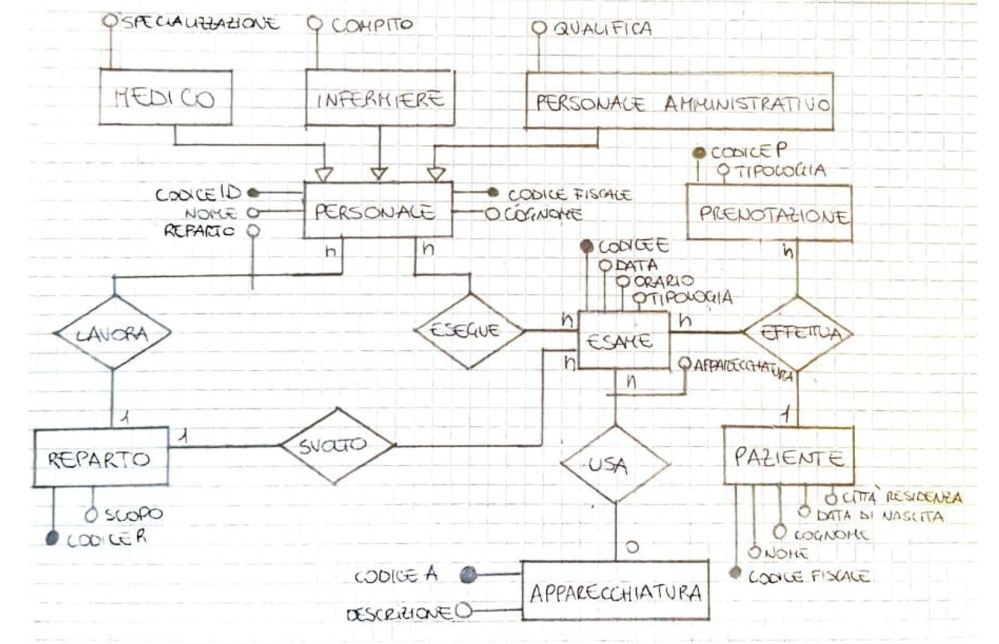 SPECIALIZZAZIONE
COMPITO
QUALIFICA
MEDICO
INFERMIERE
PERSONALE AMMINISTRATIVO
CODICE P
TIPOLOGIA
CODICE ID
CODICE FISCALE
NOME
PERSONALE
COGNOME
PRENOTAZIONE
REPARTO
n
n
CODICE E
n
DATA
ORARIO
TIPOLOGIA
n
n
LAVORA
ESEGUE
ESAME
EFFETTUA
n
APPARECCHIATURA
n
1
1
1
REPARTO
SVOLTO
USA
PAZIENTE
CITTÀ RESIDENZA
SCOPO
DATA DI NASCITA
CODICE R
COGNOME
NOME
0
CODICE FISCALE
CODICE A
APPARECCHIATURA
DESCRIZIONE